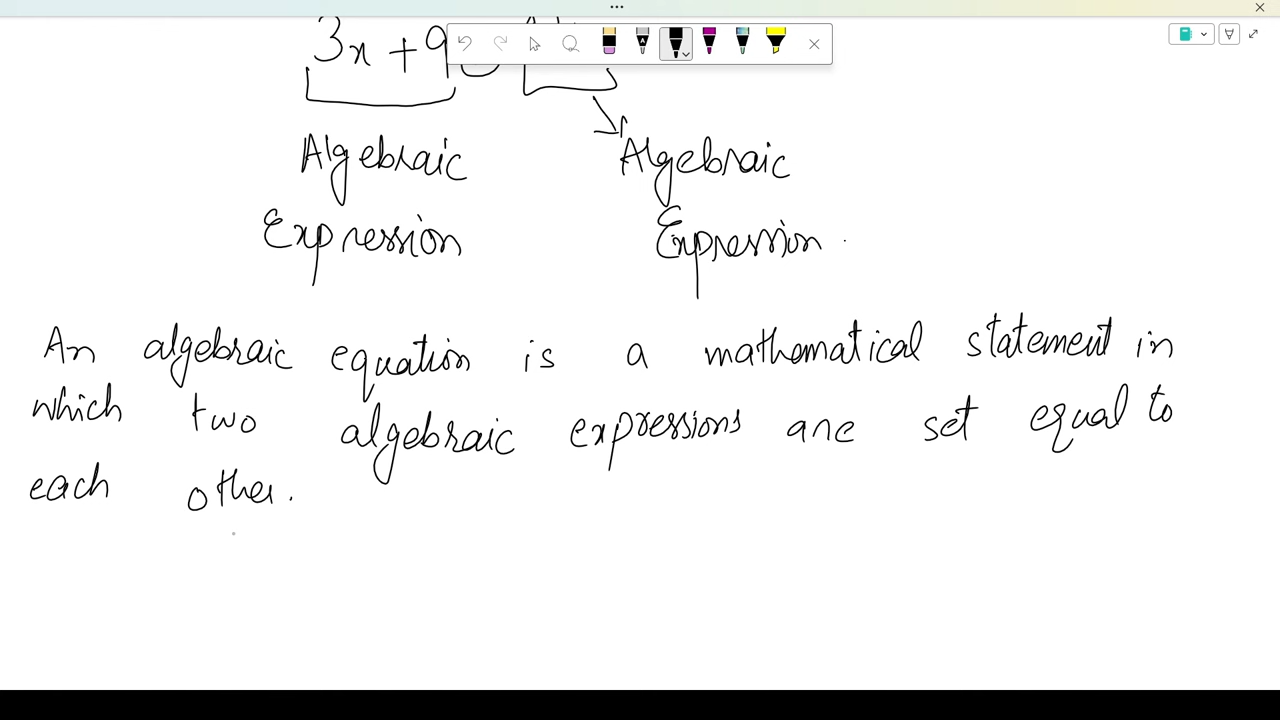 3x + 9
Algebraic Algebraic
Expression Expression
An algebraic equation is a mathematical statement in
which two algebraic expressions are set equal to
each other.